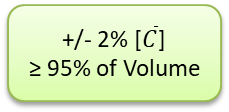 +/- 2% [C̄]
≥ 95% of Volume